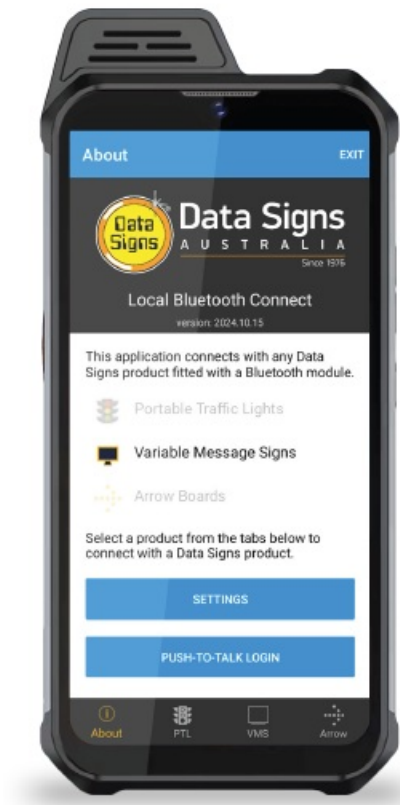 About
EXIT
Data
Signs
Data Signs
AUSTRALIA
Since 1976
Local Bluetooth Connect
version: 2024.10.15
This application connects with any Data
Signs product fitted with a Bluetooth module.
Portable Traffic Lights
Variable Message Signs
Arrow Boards
Select a product from the tabs below to
connect with a Data Signs product.
SETTINGS
PUSH-TO-TALK LOGIN
About
PTL
VMS
Arrow